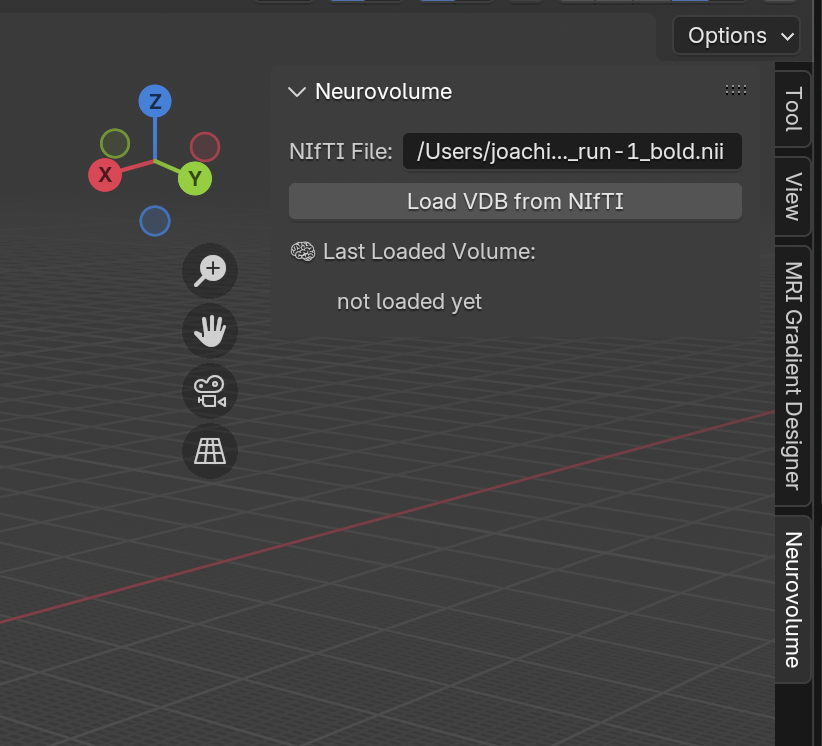 Options
Neurovolume
NIfTI File: /Users/joachi..._run-1_bold.nii
Load VDB from NIfTI
Last Loaded Volume:
not loaded yet
Z
X
Y
Tool
View
MRI Gradient Designer
Neurovolume